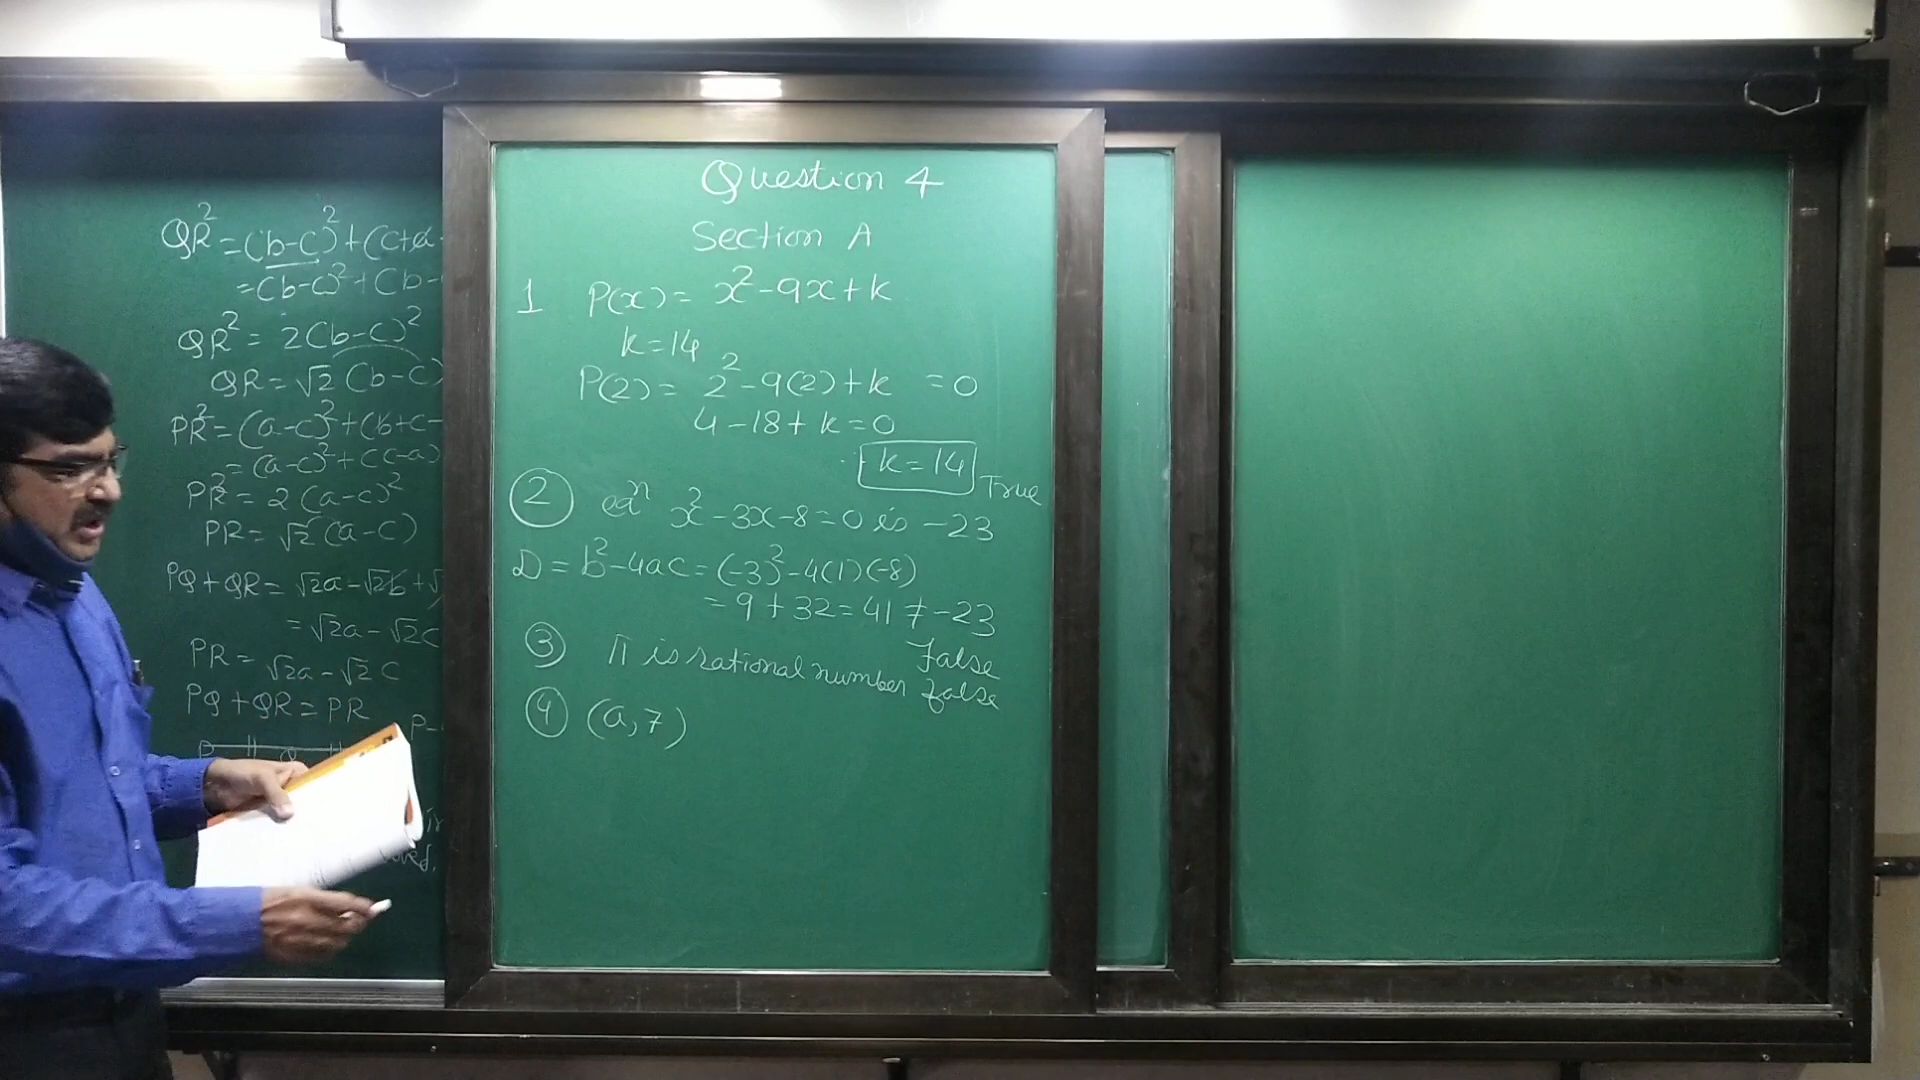 QR² = (b-c)² + (c+a-
= (b-c)² + (b-
QR² = 2(b-c)²
QR = √2 (b-c)
PR² = (a-c)² + (b+c-
= (a-c)² + (c-a)
PR² = 2(a-c)²
PR = √2 (a-c)
PQ + QR = √2a - √2b + √
= √2a - √2c
PR = √2a - √2 c
PQ + QR = PR
Question 4
Section A
1 P(x) = x² - 9x + k
k = 14
P(2) = 2² - 9(2) + k = 0
4 - 18 + k = 0
k = 14 True
2 eqⁿ x² - 3x - 8 = 0 is -23
D = b² - 4ac = (-3)² - 4(1)(-8)
= 9 + 32 = 41 ≠ -23
False
3 π is rational number false
4 (a, 7)